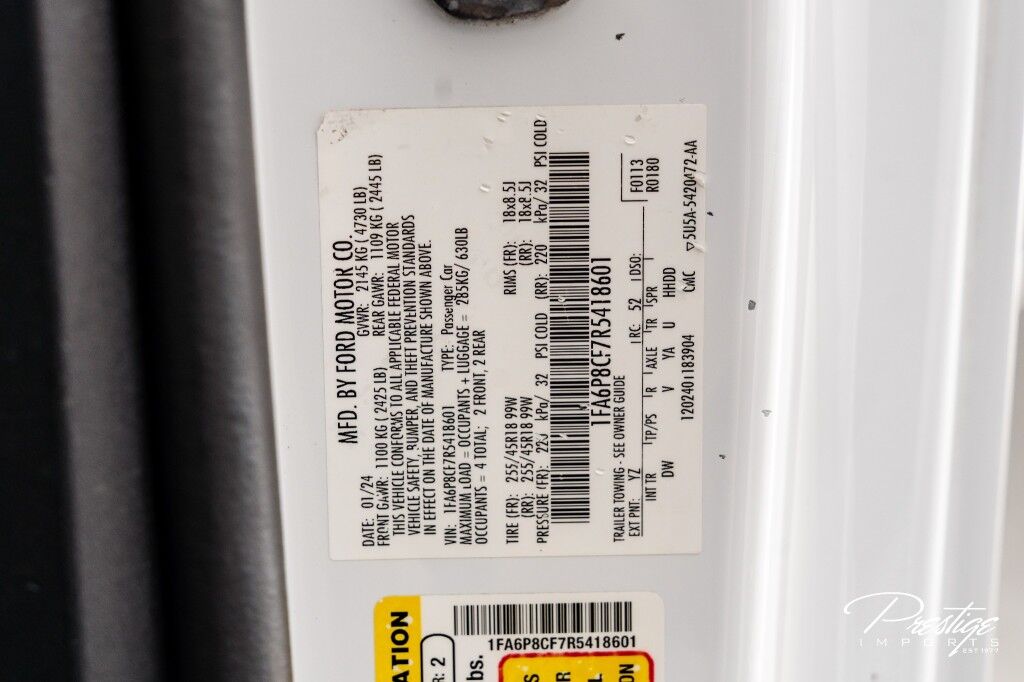 MFD. BY FORD MOTOR CO.
DATE: 01/24 GVWR: 2145 KG ( 4730 LB)
FRONT GAWR: 1100 KG ( 2425 LB) REAR GAWR: 1109 KG ( 2445 LB)
THIS VEHICLE CONFORMS TO ALL APPLICABLE FEDERAL MOTOR
VEHICLE SAFETY, BUMPER, AND THEFT PREVENTION STANDARDS
IN EFFECT ON THE DATE OF MANUFACTURE SHOWN ABOVE.
VIN: 1FA6P8CF7R5418601 TYPE: Passenger Car
MAXIMUM LOAD = OCCUPANTS + LUGGAGE = 285KG/ 630LB
OCCUPANTS = 4 TOTAL; 2 FRONT, 2 REAR
TIRE (FR): 255/45R18 99W RIMS (FR): 18x8.5J
(RR): 255/45R18 99W (RR): 18x8.5J
PRESSURE (FR): 220 kPa/ 32 PSI COLD (RR): 220 kPa/ 32 PSI COLD
1FA6P8CF7R5418601
TRAILER TOWING - SEE OWNER GUIDE
F0113
EXT PNT: YZ RC: 52 DSO:
R0180
INT TR TP/PS R AXLE TR SPR
DW V YA U HHDD
1202401183904 CMC ▽5U5A-5420472-AA
1FA6P8CF7R5418601
Prestige
IMPORTS
EST 1977